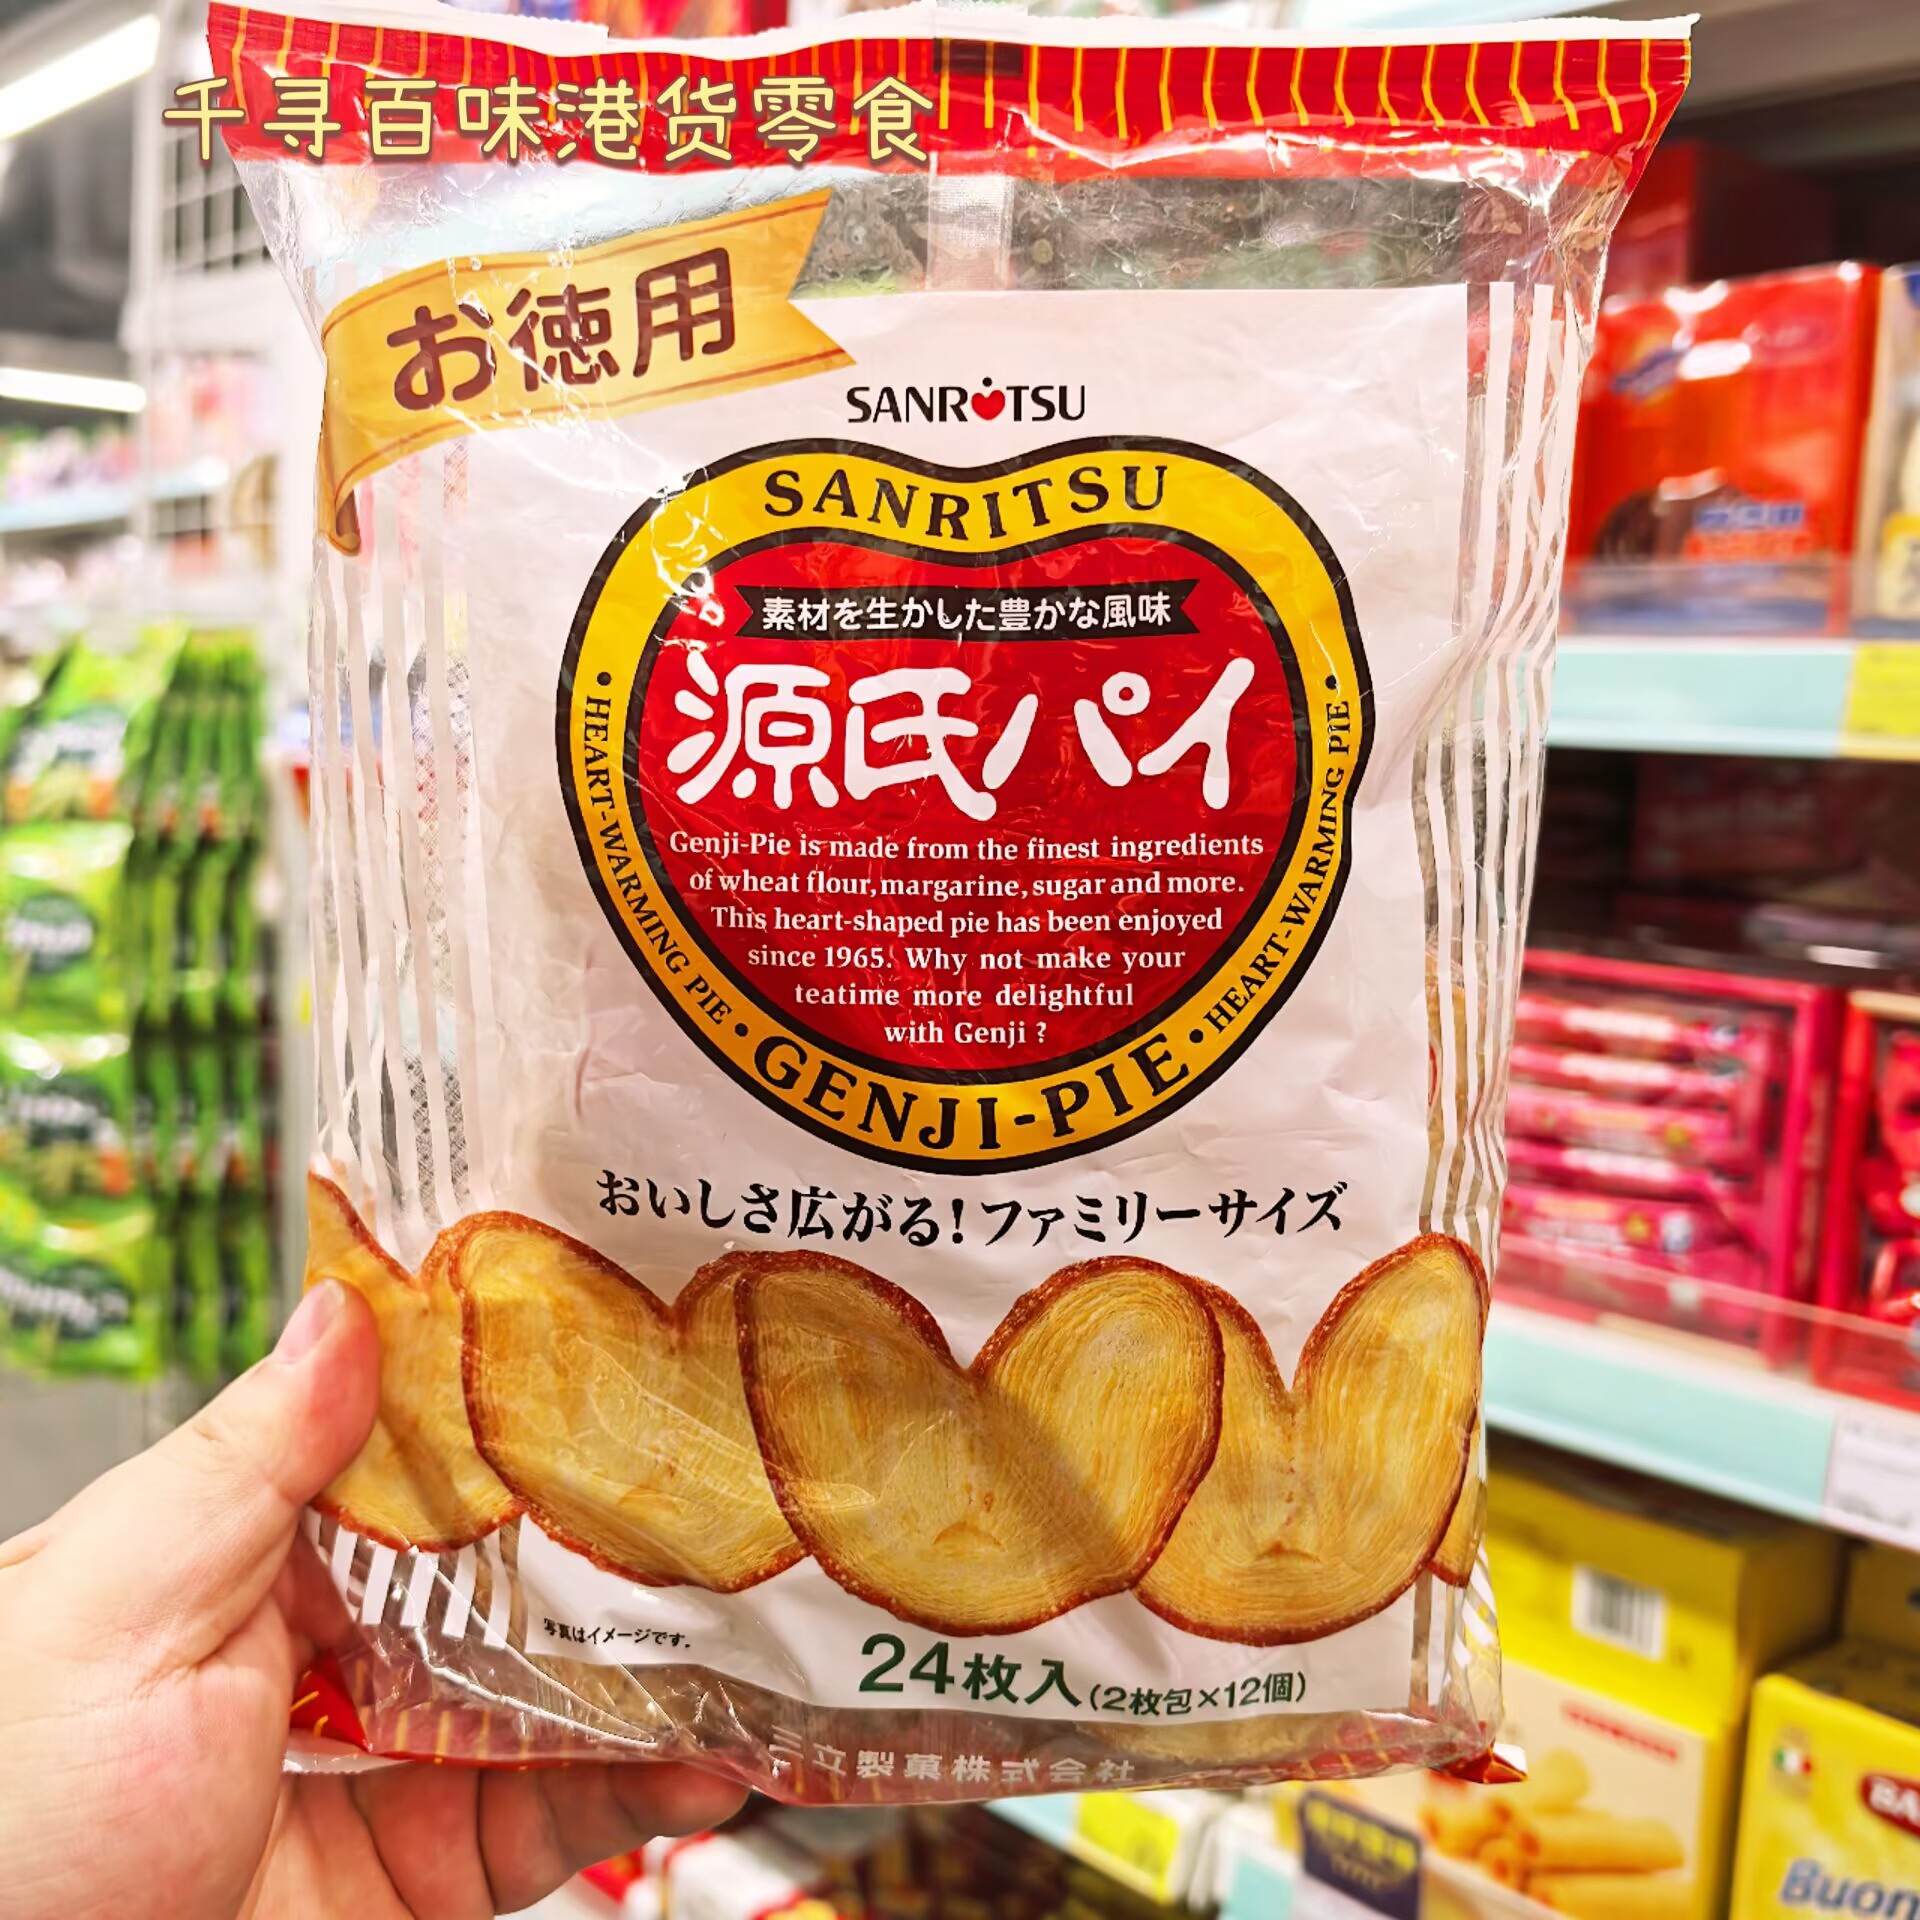 千寻百味港货零食
お徳用
SANROTSU
SANRITSU
素材を生かした豊かな風味
源氏パイ
Genji-Pie is made from the finest ingredients
of wheat flour, margarine, sugar and more.
This heart-shaped pie has been enjoyed
since 1965. Why not make your
teatime more delightful
with Genji ?
• HEART-WARMING PIE •
GENJI-PIE
• HEART-WARMING PIE •
おいしさ広がる！ファミリーサイズ
写真はイメージです。
24枚入(2枚包×12個)
三立製菓株式会社
Buon